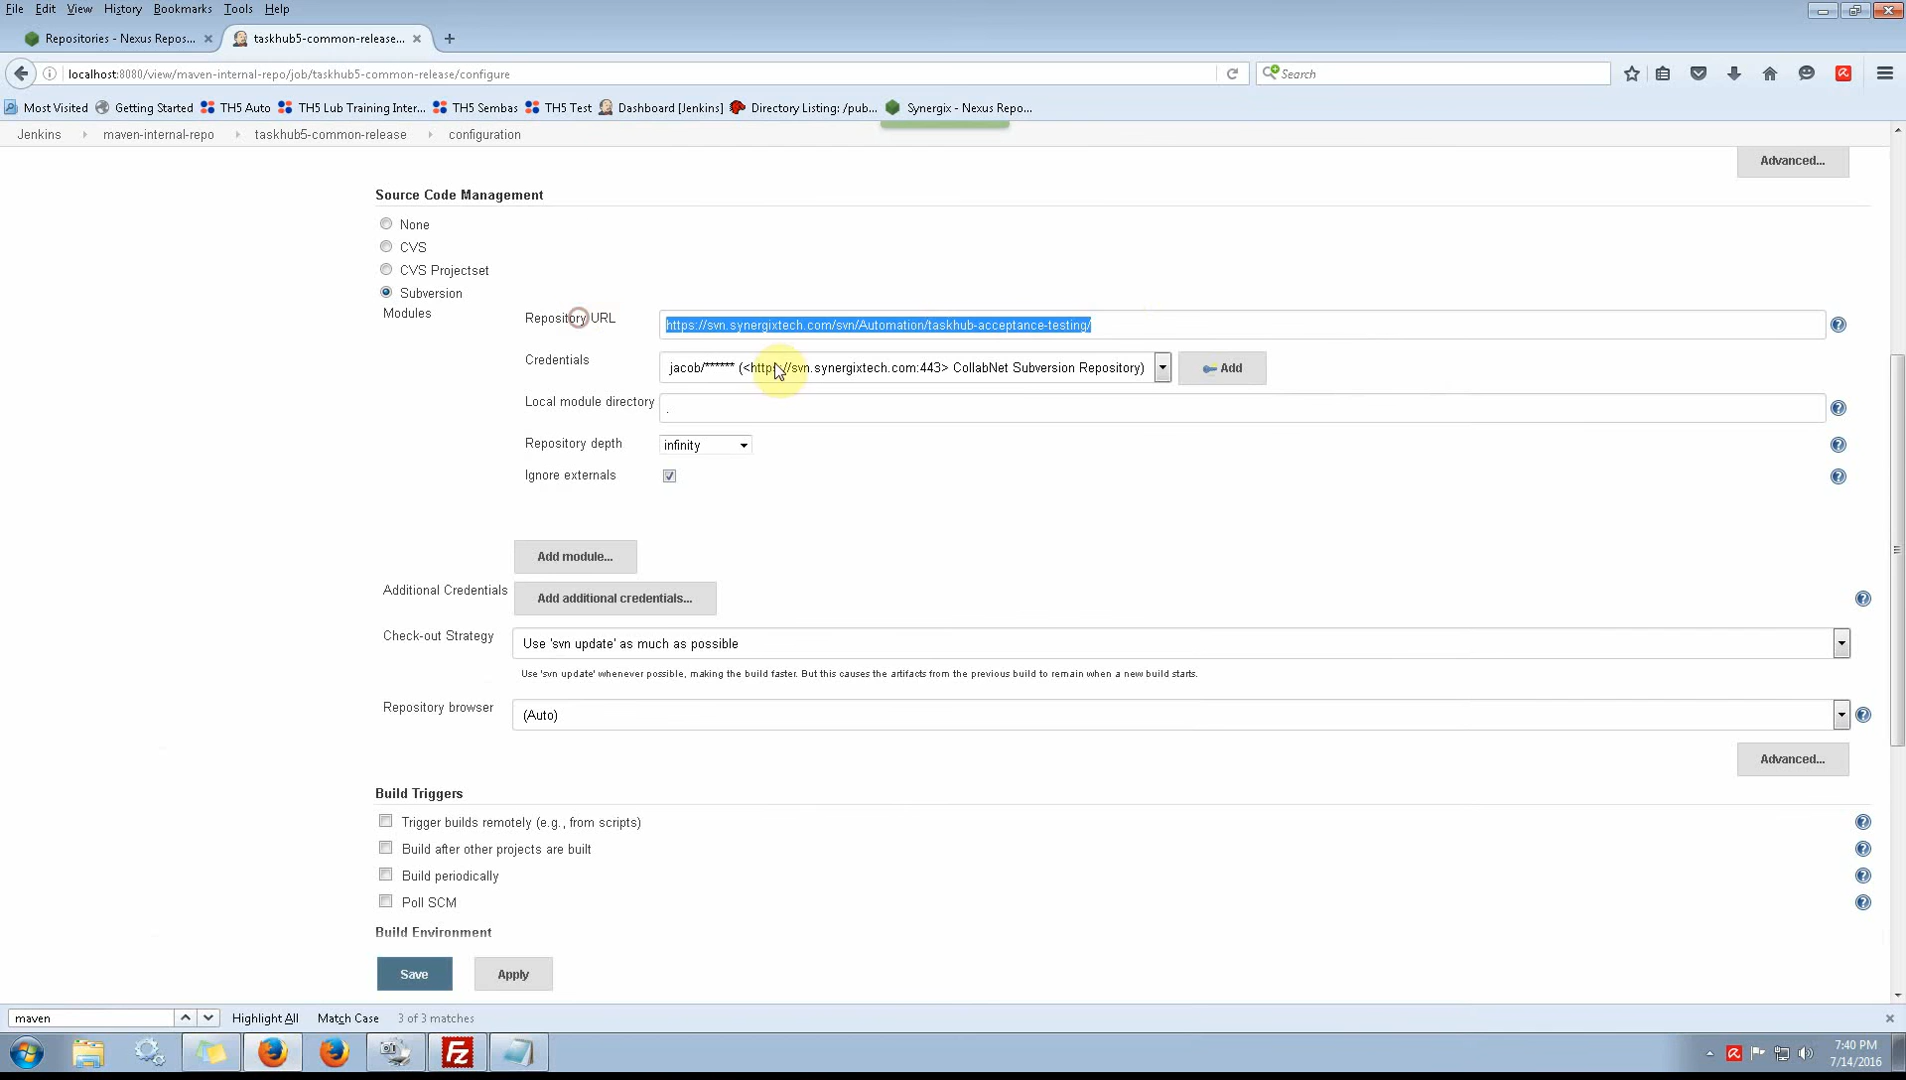 File Edit View History Bookmarks Tools Help
Repositories - Nexus Repos... × taskhub5-common-release... × +
localhost:8080/view/maven-internal-repo/job/taskhub5-common-release/configure Search
Most Visited Getting Started TH5 Auto TH5 Lub Training Inter... TH5 Sembas TH5 Test Dashboard [Jenkins] Directory Listing: /pub... Synergix - Nexus Repo...
Jenkins maven-internal-repo taskhub5-common-release configuration
Advanced...
Source Code Management
None
CVS
CVS Projectset
Subversion
Modules
Repository URL https://svn.synergixtech.com/svn/Automation/taskhub-acceptance-testing/
Credentials jacob/****** (<https://svn.synergixtech.com:443> CollabNet Subversion Repository) Add
Local module directory .
Repository depth infinity
Ignore externals
Add module...
Additional Credentials Add additional credentials...
Check-out Strategy Use 'svn update' as much as possible
Use 'svn update' whenever possible, making the build faster. But this causes the artifacts from the previous build to remain when a new build starts.
Repository browser (Auto)
Advanced...
Build Triggers
Trigger builds remotely (e.g., from scripts)
Build after other projects are built
Build periodically
Poll SCM
Build Environment
Save Apply
maven Highlight All Match Case 3 of 3 matches
7:40 PM
7/14/2016